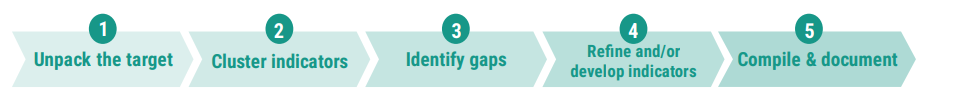 1
Unpack the target
2
Cluster indicators
3
Identify gaps
4
Refine and/or
develop indicators
5
Compile & document